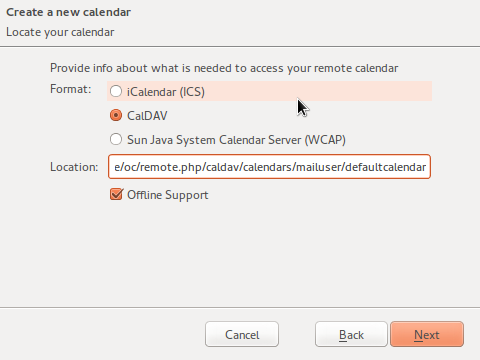 Create a new calendar
Locate your calendar
Provide info about what is needed to access your remote calendar
Format:
iCalendar (ICS)
CalDAV
Sun Java System Calendar Server (WCAP)
Location: e/oc/remote.php/caldav/calendars/mailuser/defaultcalendar
Offline Support
Cancel Back Next